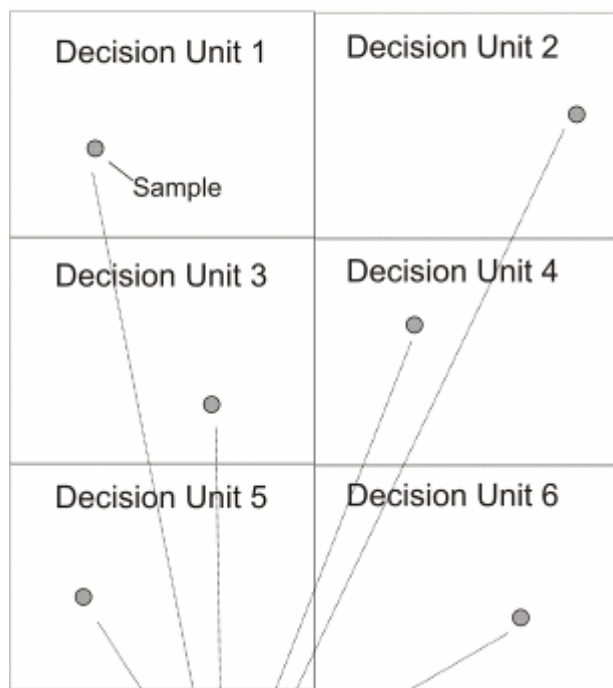 Decision Unit 1
Decision Unit 2
Sample
Decision Unit 3
Decision Unit 4
Decision Unit 5
Decision Unit 6